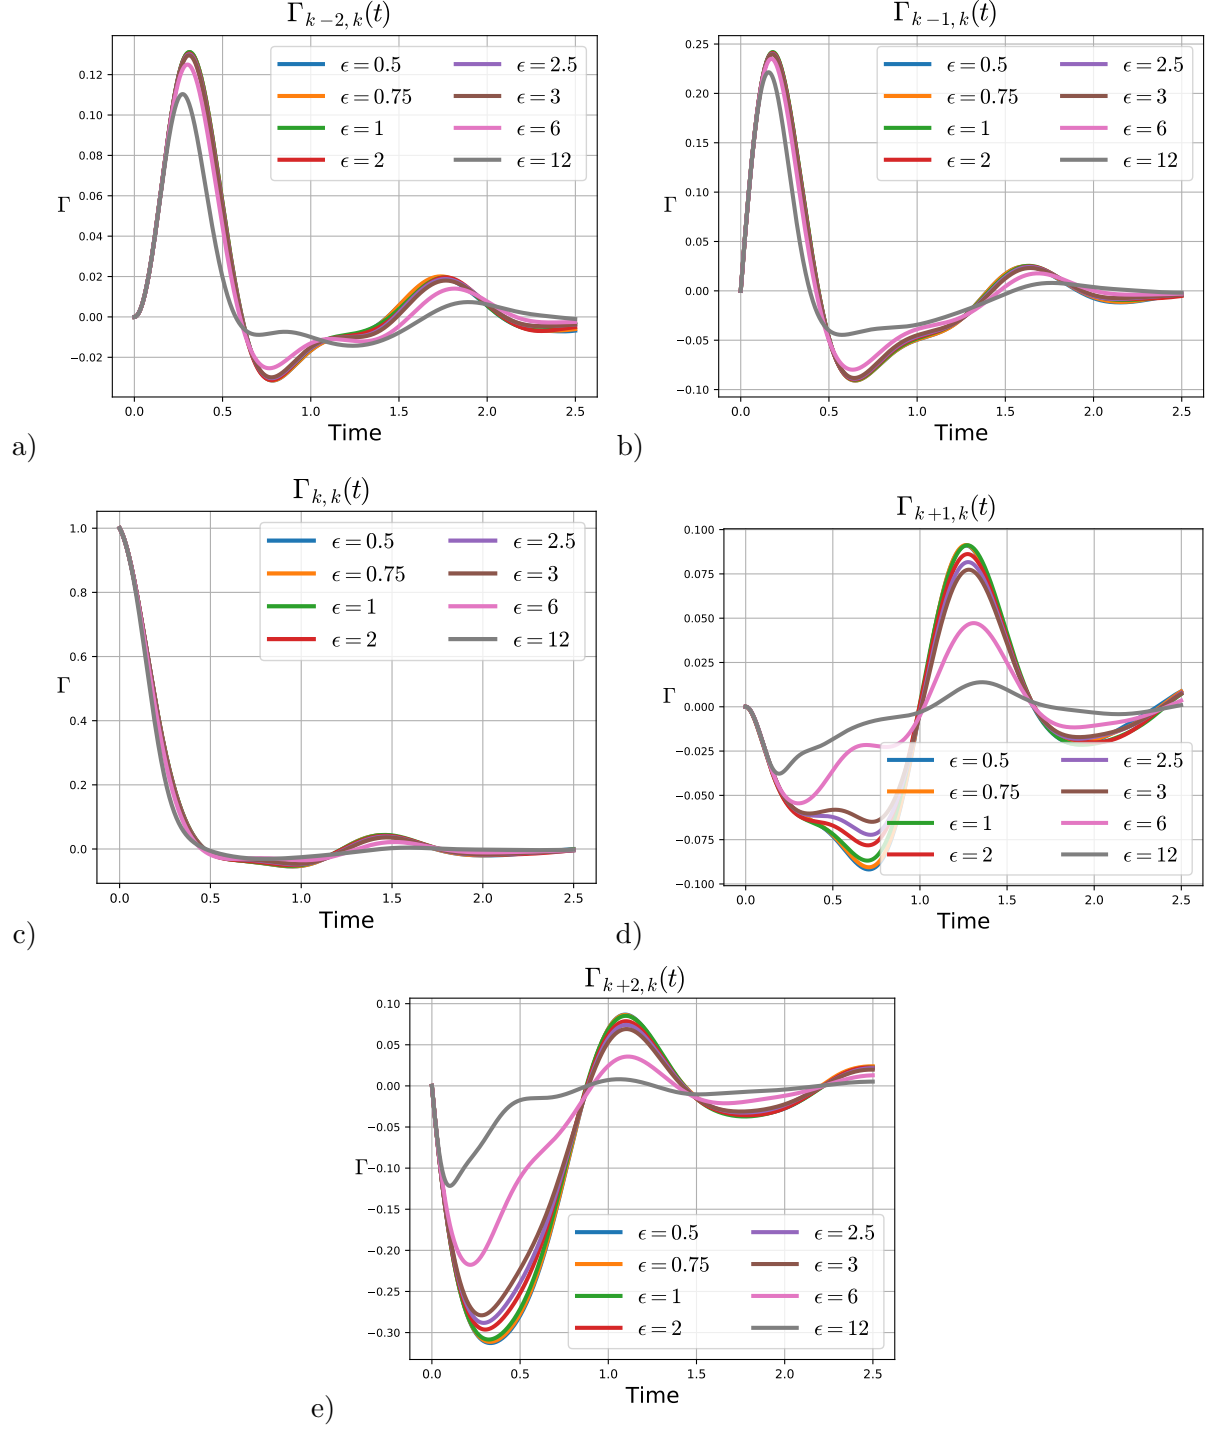 Γ_{k−2,k}(t)
0.12
0.10
0.08
0.06
0.04
0.02
0.00
−0.02
Γ
ϵ = 0.5
ϵ = 0.75
ϵ = 1
ϵ = 2
ϵ = 2.5
ϵ = 3
ϵ = 6
ϵ = 12
0.0 0.5 1.0 1.5 2.0 2.5
Time
a)
Γ_{k−1,k}(t)
0.25
0.20
0.15
0.10
0.05
0.00
−0.05
−0.10
Γ
ϵ = 0.5
ϵ = 0.75
ϵ = 1
ϵ = 2
ϵ = 2.5
ϵ = 3
ϵ = 6
ϵ = 12
0.0 0.5 1.0 1.5 2.0 2.5
Time
b)
Γ_{k,k}(t)
1.0
0.8
0.6
0.4
0.2
0.0
Γ
ϵ = 0.5
ϵ = 0.75
ϵ = 1
ϵ = 2
ϵ = 2.5
ϵ = 3
ϵ = 6
ϵ = 12
0.0 0.5 1.0 1.5 2.0 2.5
Time
c)
Γ_{k+1,k}(t)
0.100
0.075
0.050
0.025
0.000
−0.025
−0.050
−0.075
−0.100
Γ
ϵ = 0.5
ϵ = 0.75
ϵ = 1
ϵ = 2
ϵ = 2.5
ϵ = 3
ϵ = 6
ϵ = 12
0.0 0.5 1.0 1.5 2.0 2.5
Time
d)
Γ_{k+2,k}(t)
0.10
0.05
0.00
−0.05
−0.10
−0.15
−0.20
−0.25
−0.30
Γ
ϵ = 0.5
ϵ = 0.75
ϵ = 1
ϵ = 2
ϵ = 2.5
ϵ = 3
ϵ = 6
ϵ = 12
0.0 0.5 1.0 1.5 2.0 2.5
Time
e)